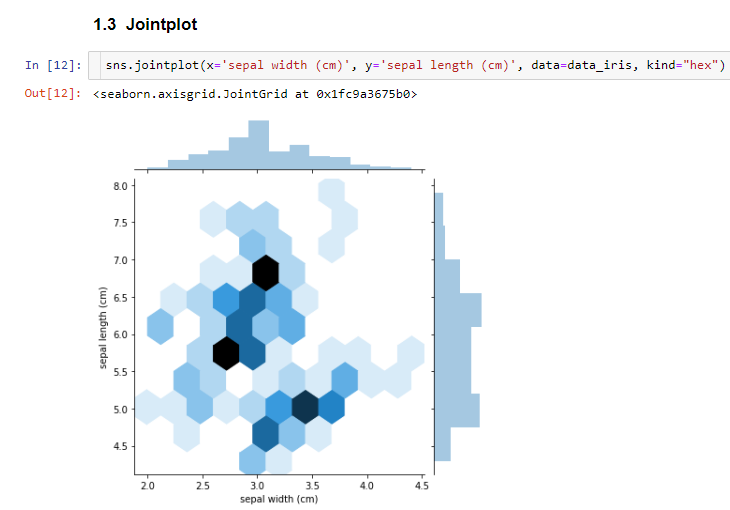 1.3 Jointplot
In [12]: sns.jointplot(x='sepal width (cm)', y='sepal length (cm)', data=data_iris, kind="hex")
Out[12]: <seaborn.axisgrid.JointGrid at 0x1fc9a3675b0>
8.0
7.5
7.0
6.5
6.0
5.5
5.0
4.5
sepal length (cm)
2.0 2.5 3.0 3.5 4.0 4.5
sepal width (cm)